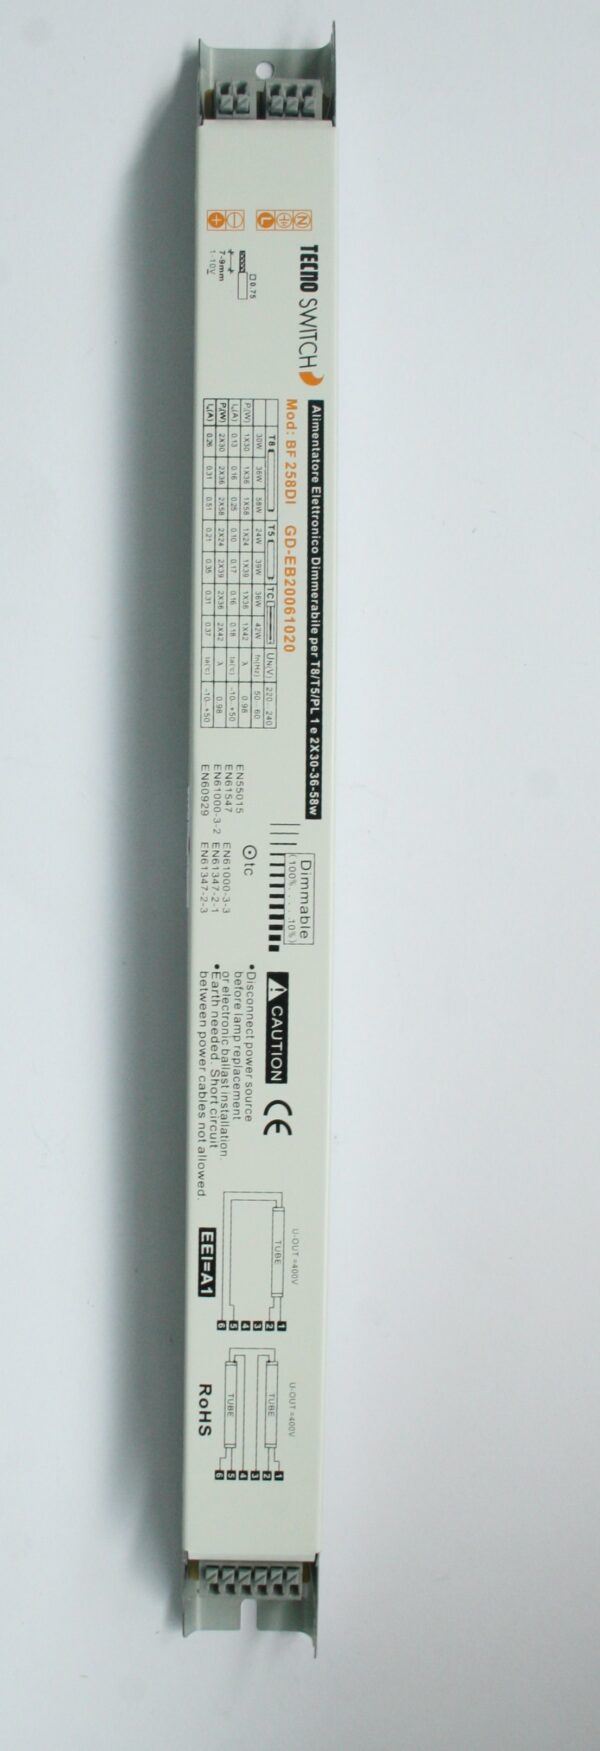 TECNO SWITCH
N
L
− +
□0.75
7-9mm
1-10V
Alimentatore Elettronico Dimmerabile per T8/T5/PL 1 e 2X30-36-58w
Mod: BF 258DI GD-EB20061020
T8 T5 TC UN(V) 220...240
30W 36W 58W 24W 39W 36W 42W fn(Hz) 50...60
P(W) 1X30 1X36 1X58 1X24 1X39 1X36 1X42 λ 0.98
In(A) 0.13 0.16 0.25 0.10 0.17 0.16 0.18 ta(°c) -10..+50
P(W) 2X30 2X36 2X58 2X24 2X39 2X36 2X42 λ 0.98
In(A) 0.26 0.31 0.51 0.21 0.35 0.31 0.37 ta(°c) -10..+50
Dimmable
(100%.....10%)
tc
EN55015
EN61547 EN61000-3-3
EN61000-3-2 EN61347-2-1
EN60929 EN61347-2-3
CAUTION
CE
•Disconnect power source
before lamp replacement
or electronic ballast installation.
•Earth needed. Short circuit
between power cables not allowed.
U-OUT=400V
TUBE
1
2
3
4
5
6
EEI=A1
U-OUT=400V
TUBE
TUBE
1
2
3
4
5
6
RoHS